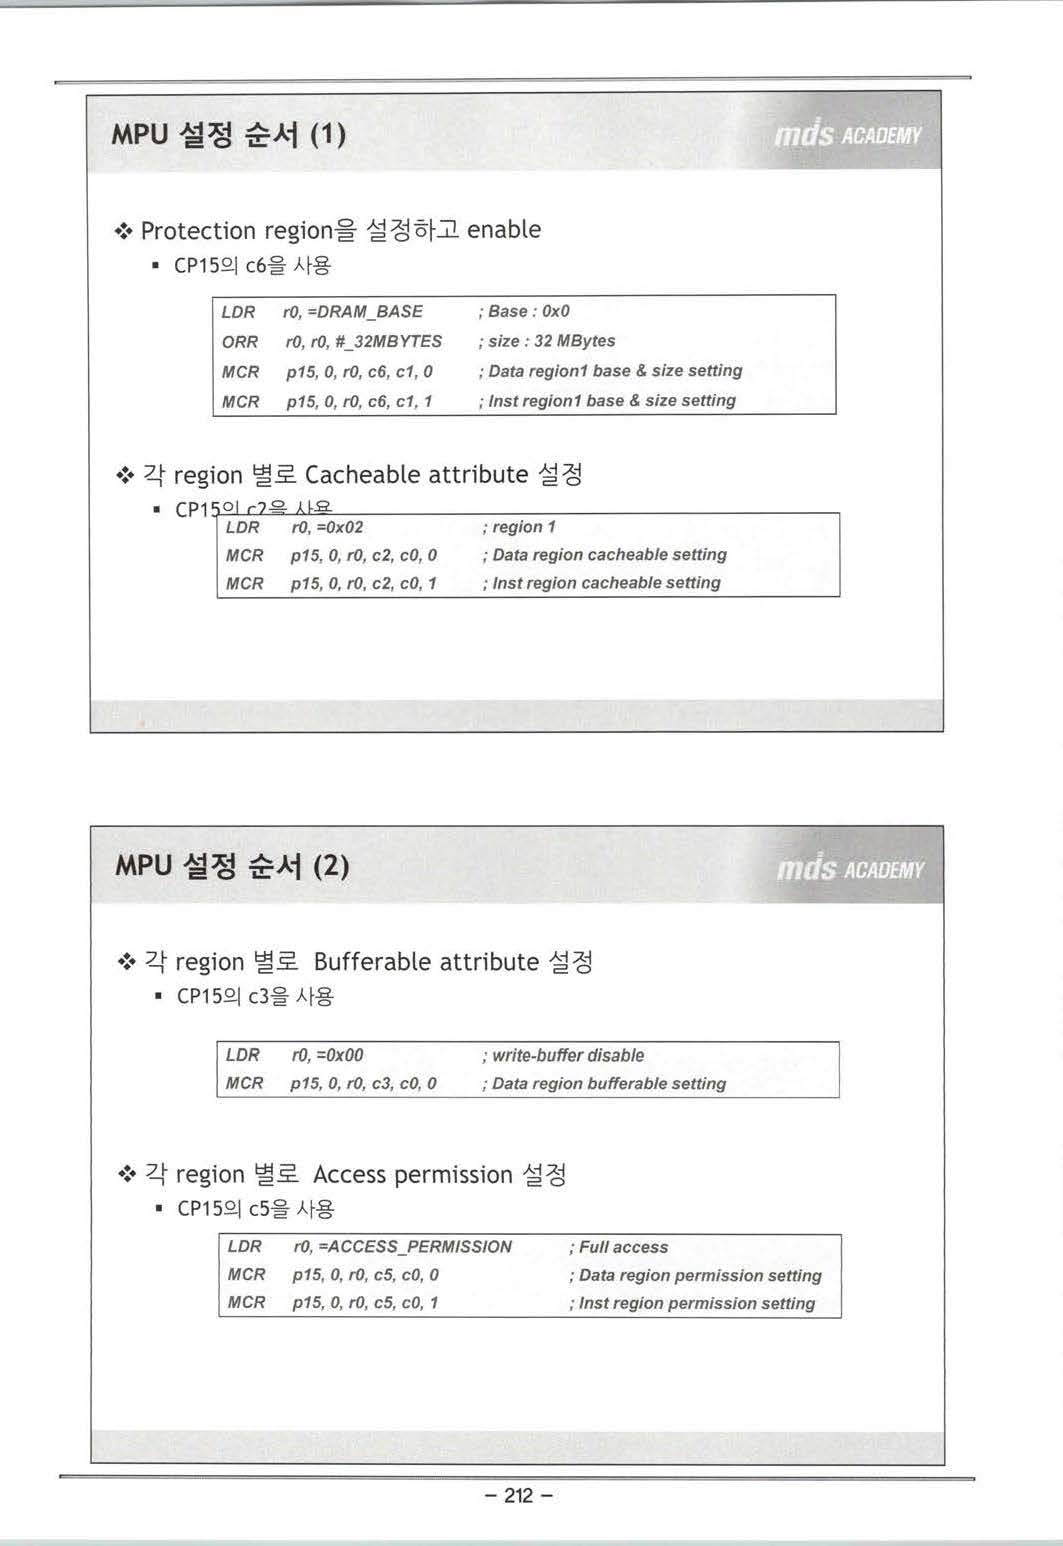 MPU 설정 순서 (1)
mds ACADEMY
❖ Protection region을 설정하고 enable
▪ CP15의 c6을 사용
LDR r0, =DRAM_BASE ; Base : 0x0
ORR r0, r0, #_32MBYTES ; size : 32 MBytes
MCR p15, 0, r0, c6, c1, 0 ; Data region1 base & size setting
MCR p15, 0, r0, c6, c1, 1 ; Inst region1 base & size setting
❖ 각 region 별로 Cacheable attribute 설정
▪ CP15의 c2을 사용
LDR r0, =0x02 ; region 1
MCR p15, 0, r0, c2, c0, 0 ; Data region cacheable setting
MCR p15, 0, r0, c2, c0, 1 ; Inst region cacheable setting
MPU 설정 순서 (2)
mds ACADEMY
❖ 각 region 별로 Bufferable attribute 설정
▪ CP15의 c3을 사용
LDR r0, =0x00 ; write-buffer disable
MCR p15, 0, r0, c3, c0, 0 ; Data region bufferable setting
❖ 각 region 별로 Access permission 설정
▪ CP15의 c5을 사용
LDR r0, =ACCESS_PERMISSION ; Full access
MCR p15, 0, r0, c5, c0, 0 ; Data region permission setting
MCR p15, 0, r0, c5, c0, 1 ; Inst region permission setting
– 212 –